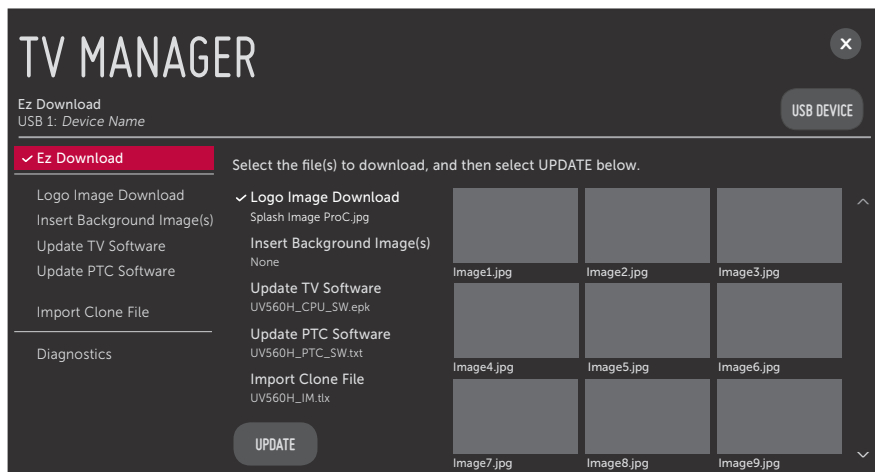 TV MANAGER
X
Ez Download
USB 1: Device Name
USB DEVICE
Ez Download
Logo Image Download
Insert Background Image(s)
Update TV Software
Update PTC Software
Import Clone File
Diagnostics
Select the file(s) to download, and then select UPDATE below.
Logo Image Download
Splash Image ProC.jpg
Insert Background Image(s)
None
Update TV Software
UV560H_CPU_SW.epk
Update PTC Software
UV560H_PTC_SW.txt
Import Clone File
UV560H_IM.tlx
UPDATE
Image1.jpg
Image2.jpg
Image3.jpg
Image4.jpg
Image5.jpg
Image6.jpg
Image7.jpg
Image8.jpg
Image9.jpg